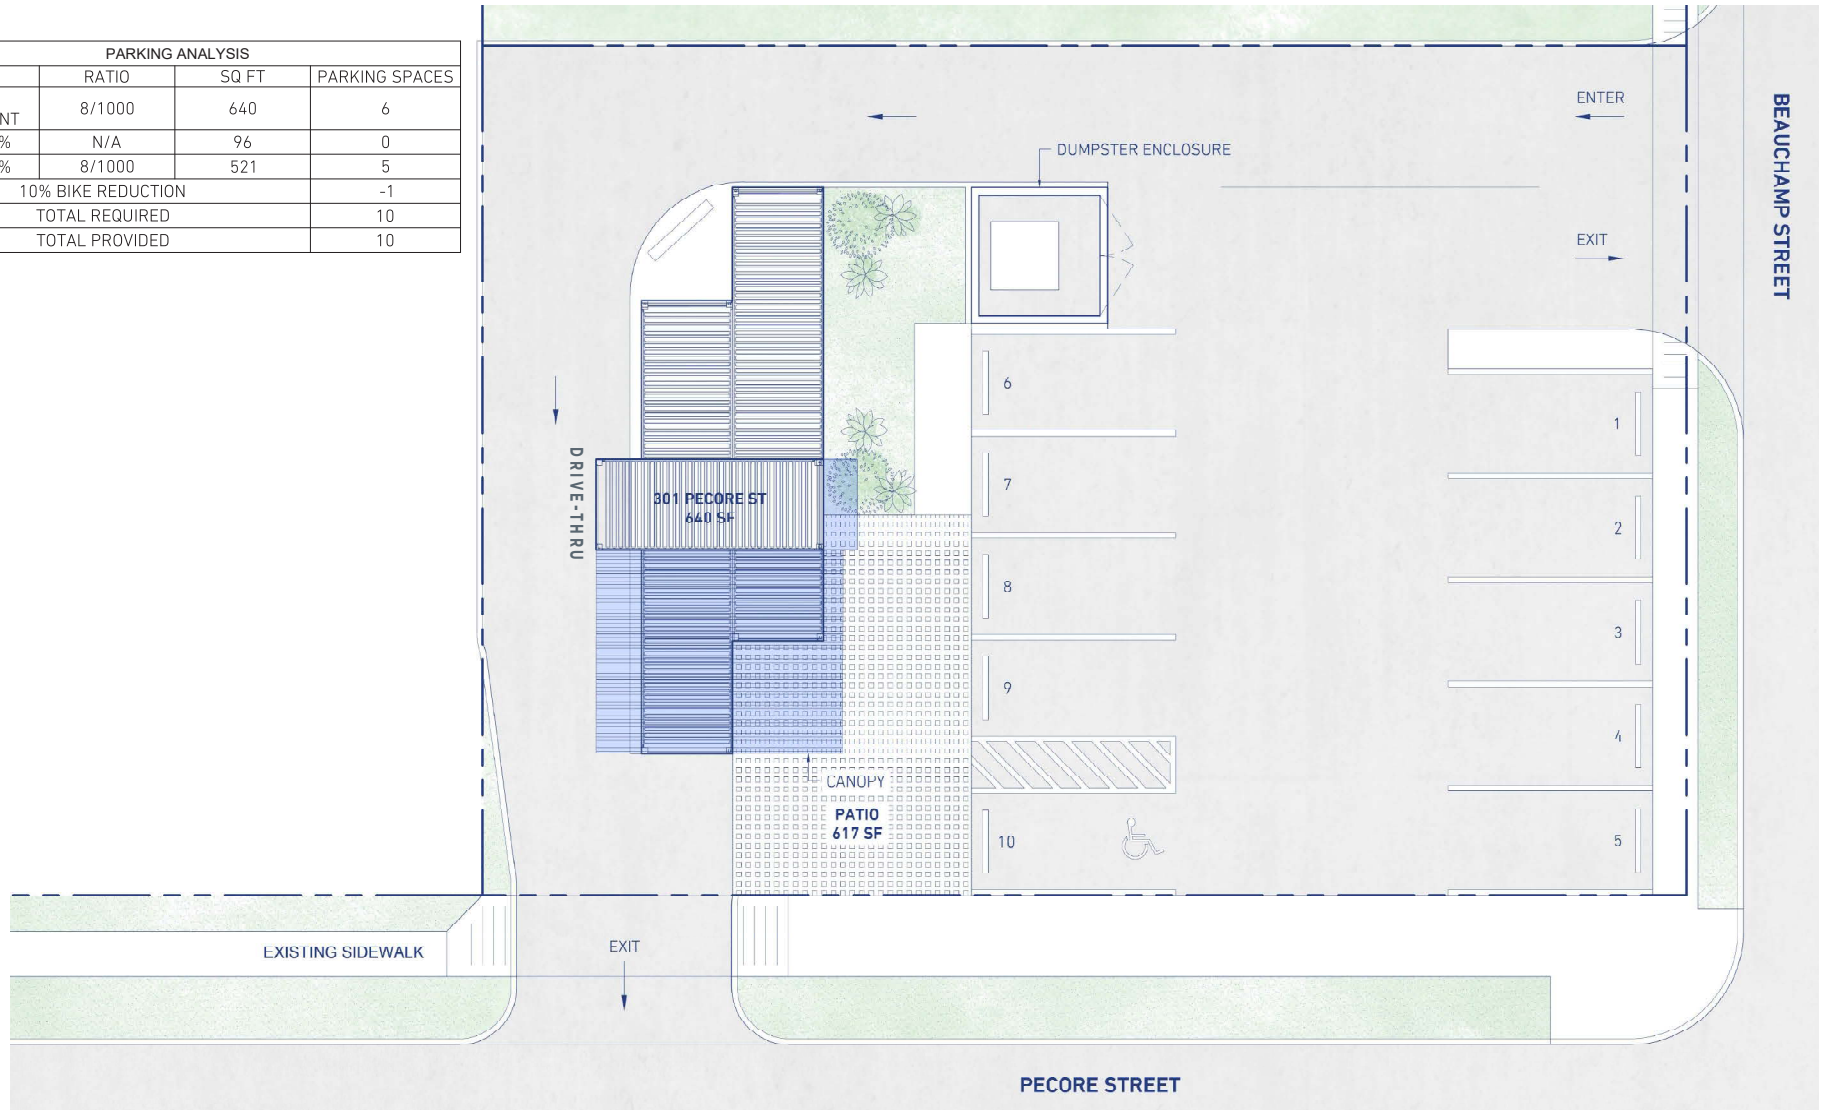 PARKING ANALYSIS
RATIO SQ FT PARKING SPACES
NT 8/1000 640 6
% N/A 96 0
% 8/1000 521 5
10% BIKE REDUCTION -1
TOTAL REQUIRED 10
TOTAL PROVIDED 10
ENTER
BEAUCHAMP STREET
DUMPSTER ENCLOSURE
EXIT
6
1
DRIVE-THRU
301 PECORE ST
640 SF
7
2
8
3
9
4
CANOPY
PATIO
617 SF
10
5
EXISTING SIDEWALK
EXIT
PECORE STREET